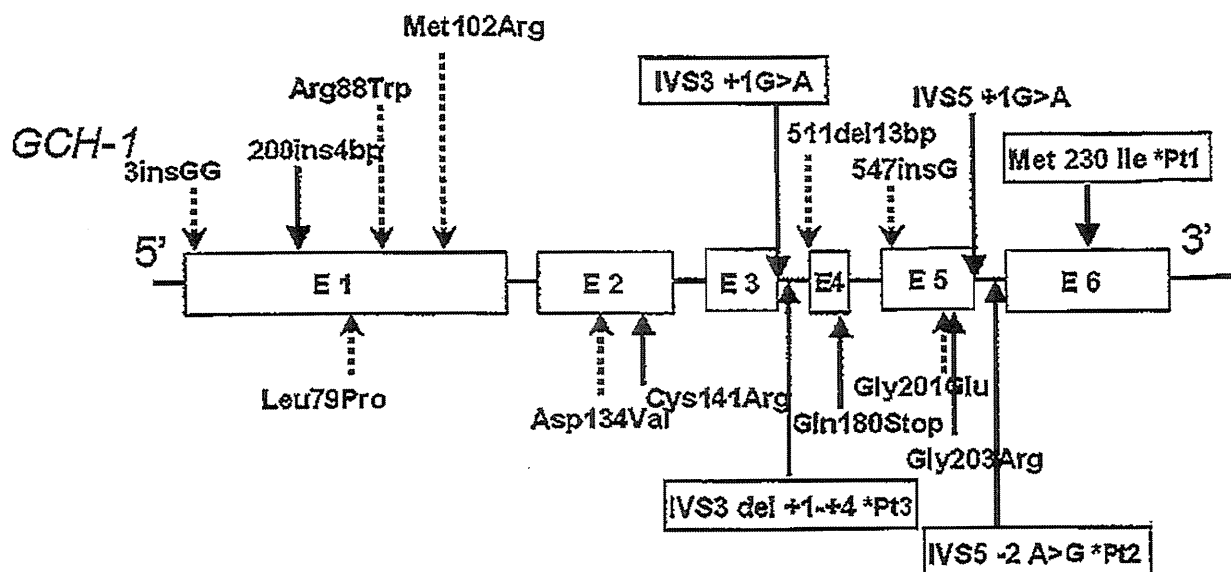 Met102Arg
IVS3 +1G>A
Arg88Trp
IVS5 +1G>A
GCH-1
200ins4bp
511del13bp
3insGG
547insG
Met 230 Ile *Pt1
5’
3’
E 1
E 2
E 3
E4
E 5
E 6
Leu79Pro
Asp134Val
Cys141Arg
Gly201Glu
Gln180Stop
Gly203Arg
IVS3 del +1-+4 *Pt3
IVS5 -2 A>G *Pt2